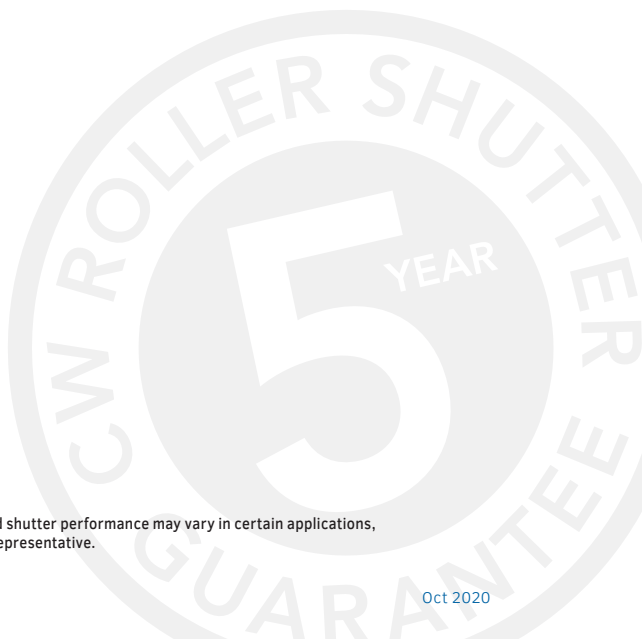 CW ROLLER SHUTTER
5
YEAR
GUARANTEE
d shutter performance may vary in certain applications,
epresentative.
Oct 2020